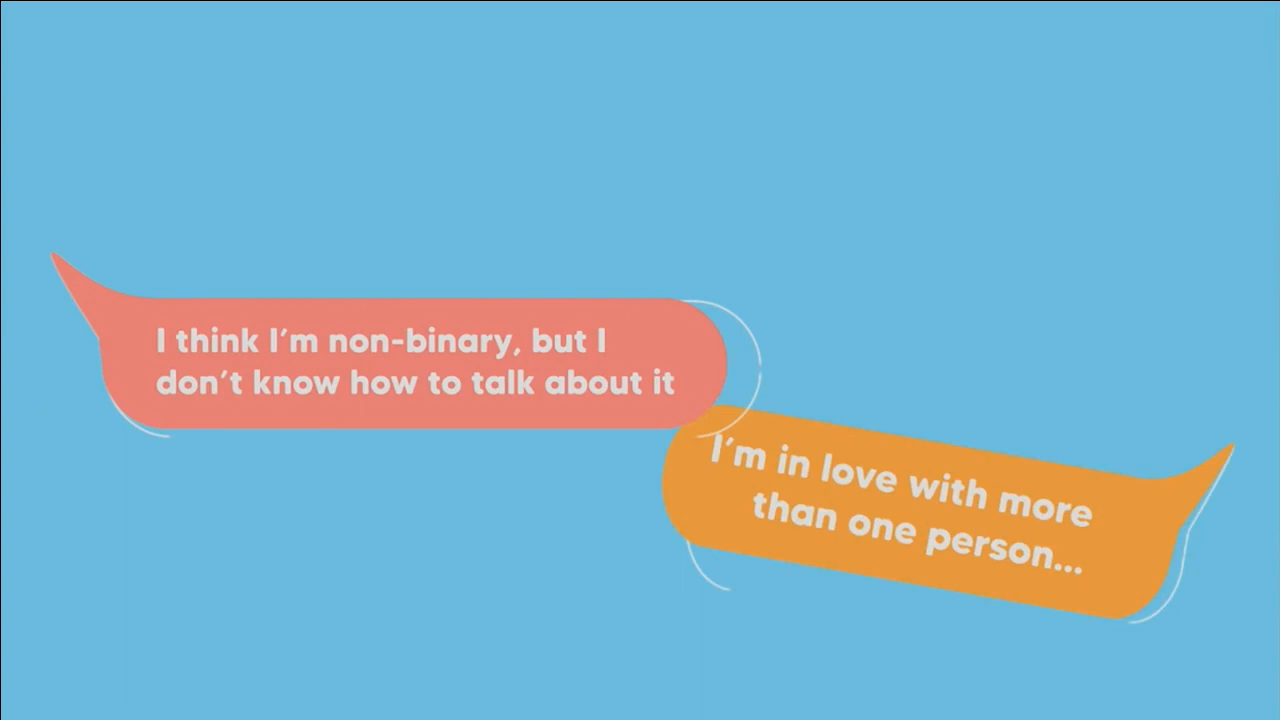 I think I'm non-binary, but I
don't know how to talk about it
I'm in love with more
than one person...